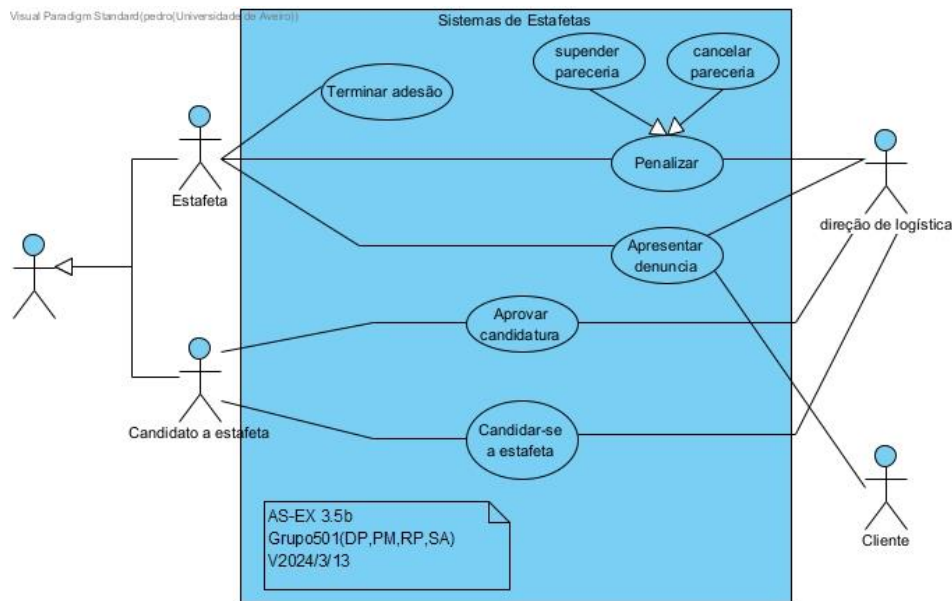 Visual Paradigm Standard(pedro(Universidade de Aveiro))
Sistemas de Estafetas
supender
pareceria
cancelar
pareceria
Terminar adesão
Penalizar
Estafeta
direção de logística
Apresentar
denuncia
Aprovar
candidatura
Candidato a estafeta
Candidar-se
a estafeta
AS-EX 3.5b
Grupo501(DP,PM,RP,SA)
V2024/3/13
Cliente